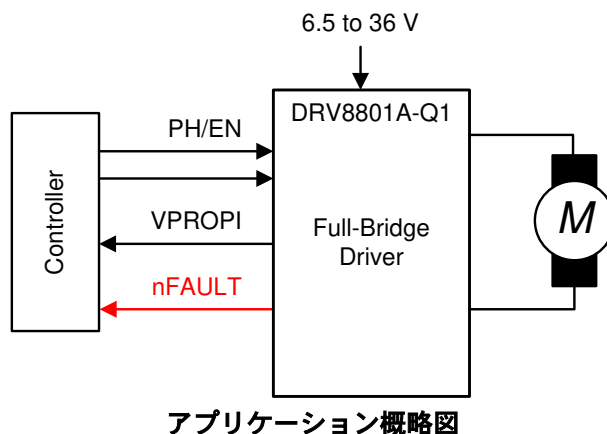 6.5 to 36 V
DRV8801A-Q1
PH/EN
Controller
VPROPI
Full-Bridge
Driver
M
nFAULT
アプリケーション概略図